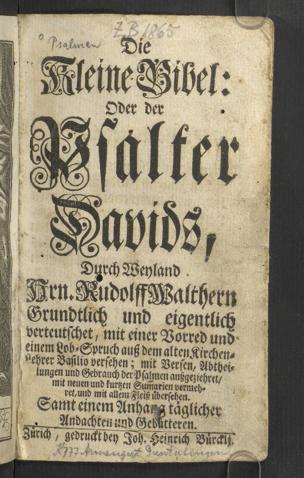 Z B 1865
Psalmen
Die
Kleine Bibel:
Oder der
Psalter
Davids,
Durch Weyland
Hrn. Rudolff Walthern
Grundtlich und eigentlich
verteutschet, mit einer Vorred und
einem Lob-Spruch auß dem alten Kirchen-
Lehrer Basilio versehen; mit Versen, Abthei-
lungen und Gebrauch der Psalmen außgezieret/
mit neuen und kurtzen Summarien vermeh-
ret, und mit allem Fleiß übersehen.
Samt einem Anhang täglicher
Andachten und Gebätteren.
Zürich, gedruckt bey Joh. Heinrich Bürckli.